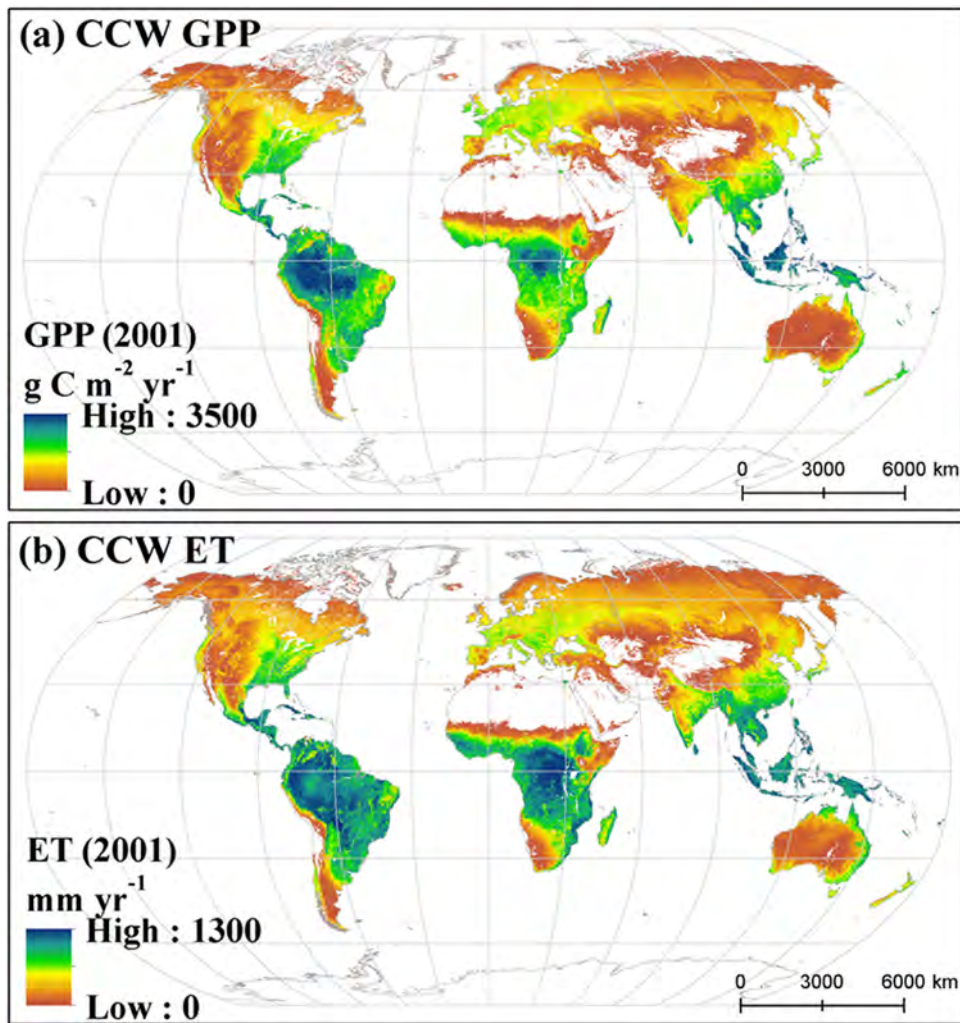 (a) CCW GPP
GPP (2001)
g C m⁻² yr⁻¹
High : 3500
Low : 0
0 3000 6000 km
(b) CCW ET
ET (2001)
mm yr⁻¹
High : 1300
Low : 0
0 3000 6000 km